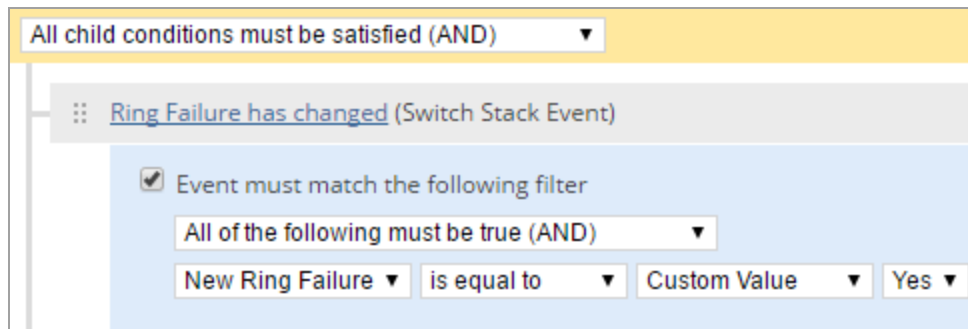 All child conditions must be satisfied (AND)
Ring Failure has changed (Switch Stack Event)
Event must match the following filter
All of the following must be true (AND)
New Ring Failure is equal to Custom Value Yes